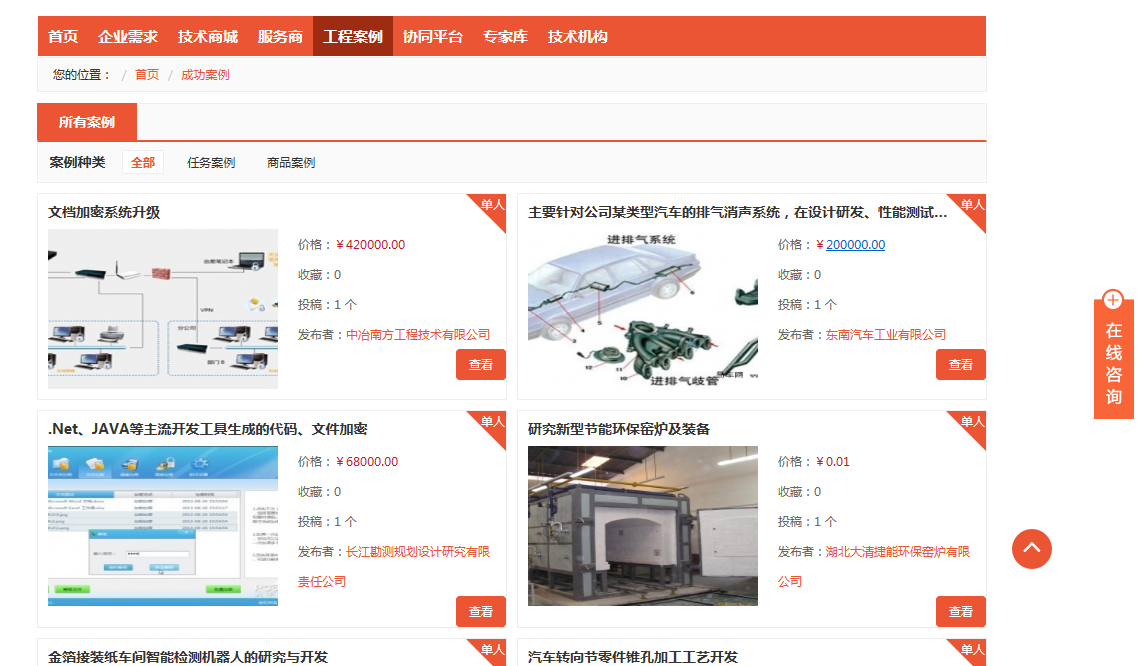 首页 企业需求 技术商城 服务商 工程案例 协同平台 专家库 技术机构
您的位置： / 首页 / 成功案例
所有案例
案例种类 全部 任务案例 商品案例
文档加密系统升级
单人
价格：￥420000.00
收藏：0
投稿：1 个
发布者：中冶南方工程技术有限公司
查看
VPN
分公司
部门 B
主要针对公司某类型汽车的排气消声系统，在设计研发、性能测试...
单人
进排气系统
进排气歧管
12
11
10
价格：￥200000.00
收藏：0
投稿：1 个
发布者：东南汽车工业有限公司
查看
.Net、JAVA等主流开发工具生成的代码、文件加密
单人
价格：￥68000.00
收藏：0
投稿：1 个
发布者：长江勘测规划设计研究有限
责任公司
查看
研究新型节能环保窑炉及装备
单人
价格：￥0.01
收藏：0
投稿：1 个
发布者：湖北大清捷能环保窑炉有限
公司
查看
金箔接装纸车间智能检测机器人的研究与开发
单人
汽车转向节零件锥孔加工工艺开发
单人
在线咨询